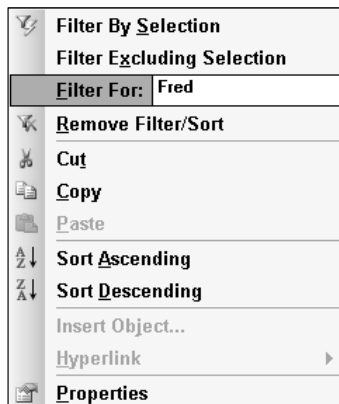 Filter By Selection
Filter Excluding Selection
Filter For: Fred
Remove Filter/Sort
Cut
Copy
Paste
Sort Ascending
Sort Descending
Insert Object...
Hyperlink
Properties